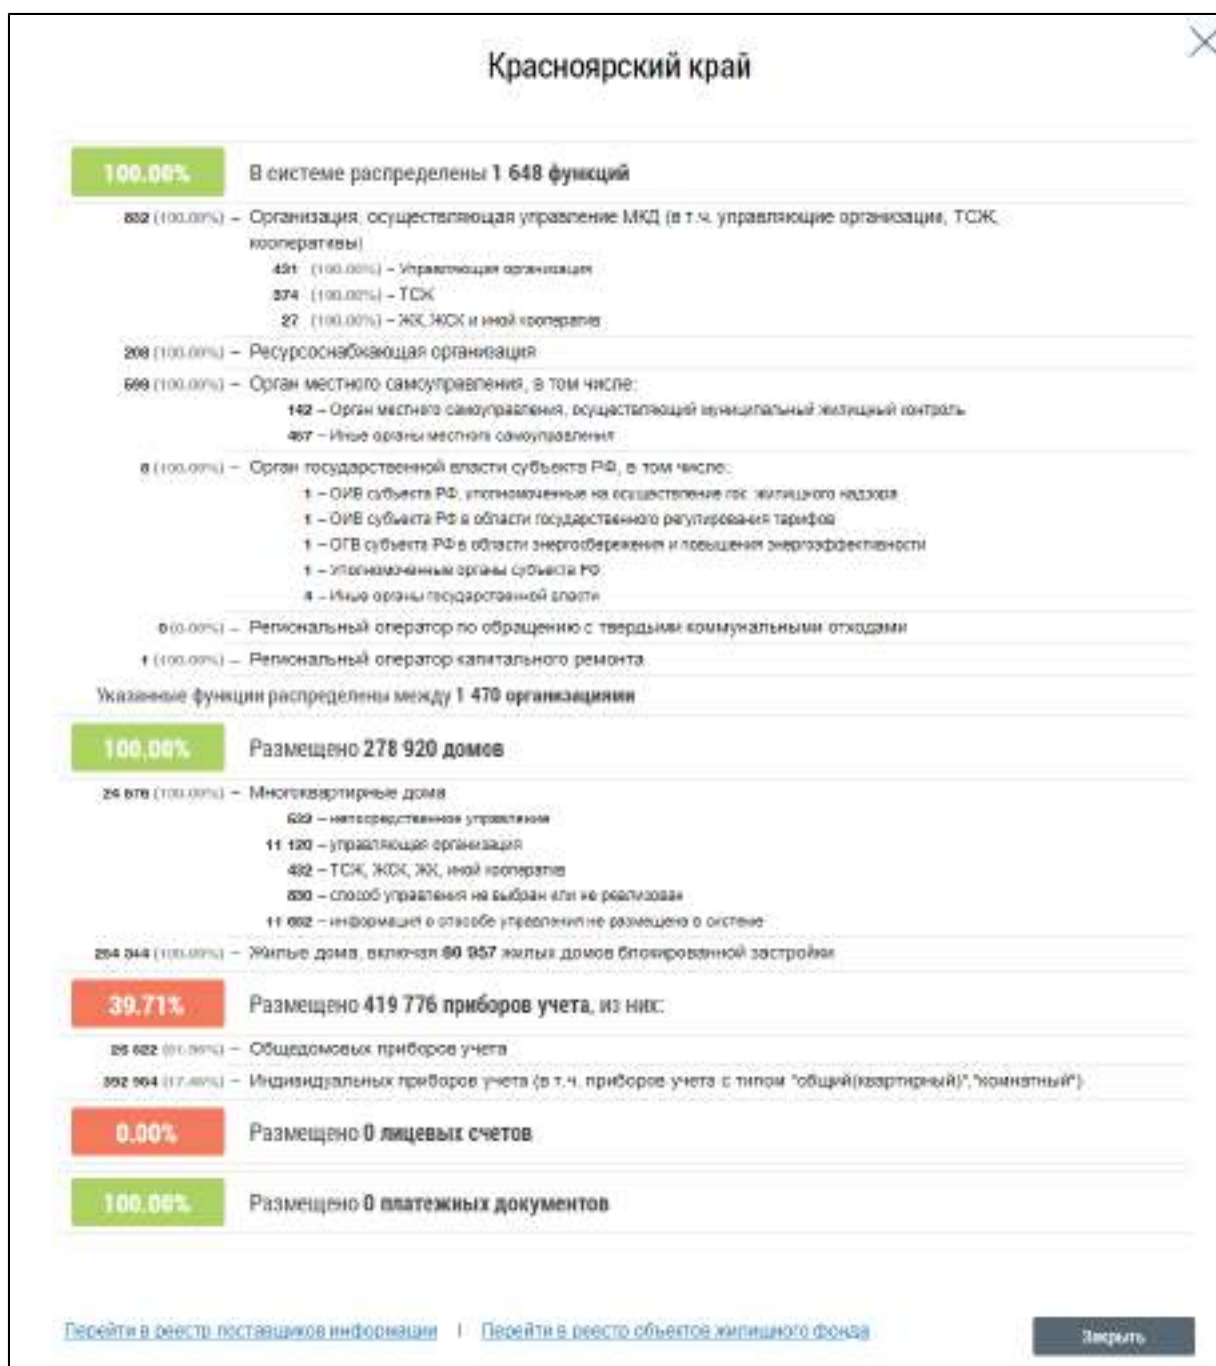 Красноярский край
100.00% В системе распределены 1 648 функций
832 (100.00%) – Организация, осуществляющая управление МКД (в т.ч. управляющие организации, ТСЖ,
кооперативы)
431 (100.00%) – Управляющая организация
374 (100.00%) – ТСЖ
27 (100.00%) – ЖК, ЖСК и иной кооператив
208 (100.00%) – Ресурсоснабжающая организация
599 (100.00%) – Орган местного самоуправления, в том числе:
142 – Орган местного самоуправления, осуществляющий муниципальный жилищный контроль
457 – Иные органы местного самоуправления
8 (100.00%) – Орган государственной власти субъекта РФ, в том числе:
1 – ОИВ субъекта РФ, уполномоченные на осуществление гос. жилищного надзора
1 – ОИВ субъекта РФ в области государственного регулирования тарифов
1 – ОГВ субъекта РФ в области энергосбережения и повышения энергоэффективности
1 – Уполномоченные органы субъекта РФ
4 – Иные органы государственной власти
0 (0.00%) – Региональный оператор по обращению с твердыми коммунальными отходами
1 (100.00%) – Региональный оператор капитального ремонта
Указанные функции распределены между 1 470 организациями
100.00% Размещено 278 920 домов
(100.00%) – Многоквартирные дома
– непосредственное управление
11 120 – управляющая организация
432 – ТСЖ, ЖСК, ЖК, иной кооператив
– способ управления не выбран или не реализован
– информация о способе управления не размещена в системе
(100.00%) – Жилые дома, включая 957 жилых домов блокированной застройки
39.71% Размещено 419 776 приборов учета, из них:
– Общедомовых приборов учета
– Индивидуальных приборов учета (в т.ч. приборов учета с типом "общий(квартирный)","комнатный")
0.00% Размещено 0 лицевых счетов
100.00% Размещено 0 платежных документов
Перейти в реестр поставщиков информации | Перейти в реестр объектов жилищного фонда
Закрыть